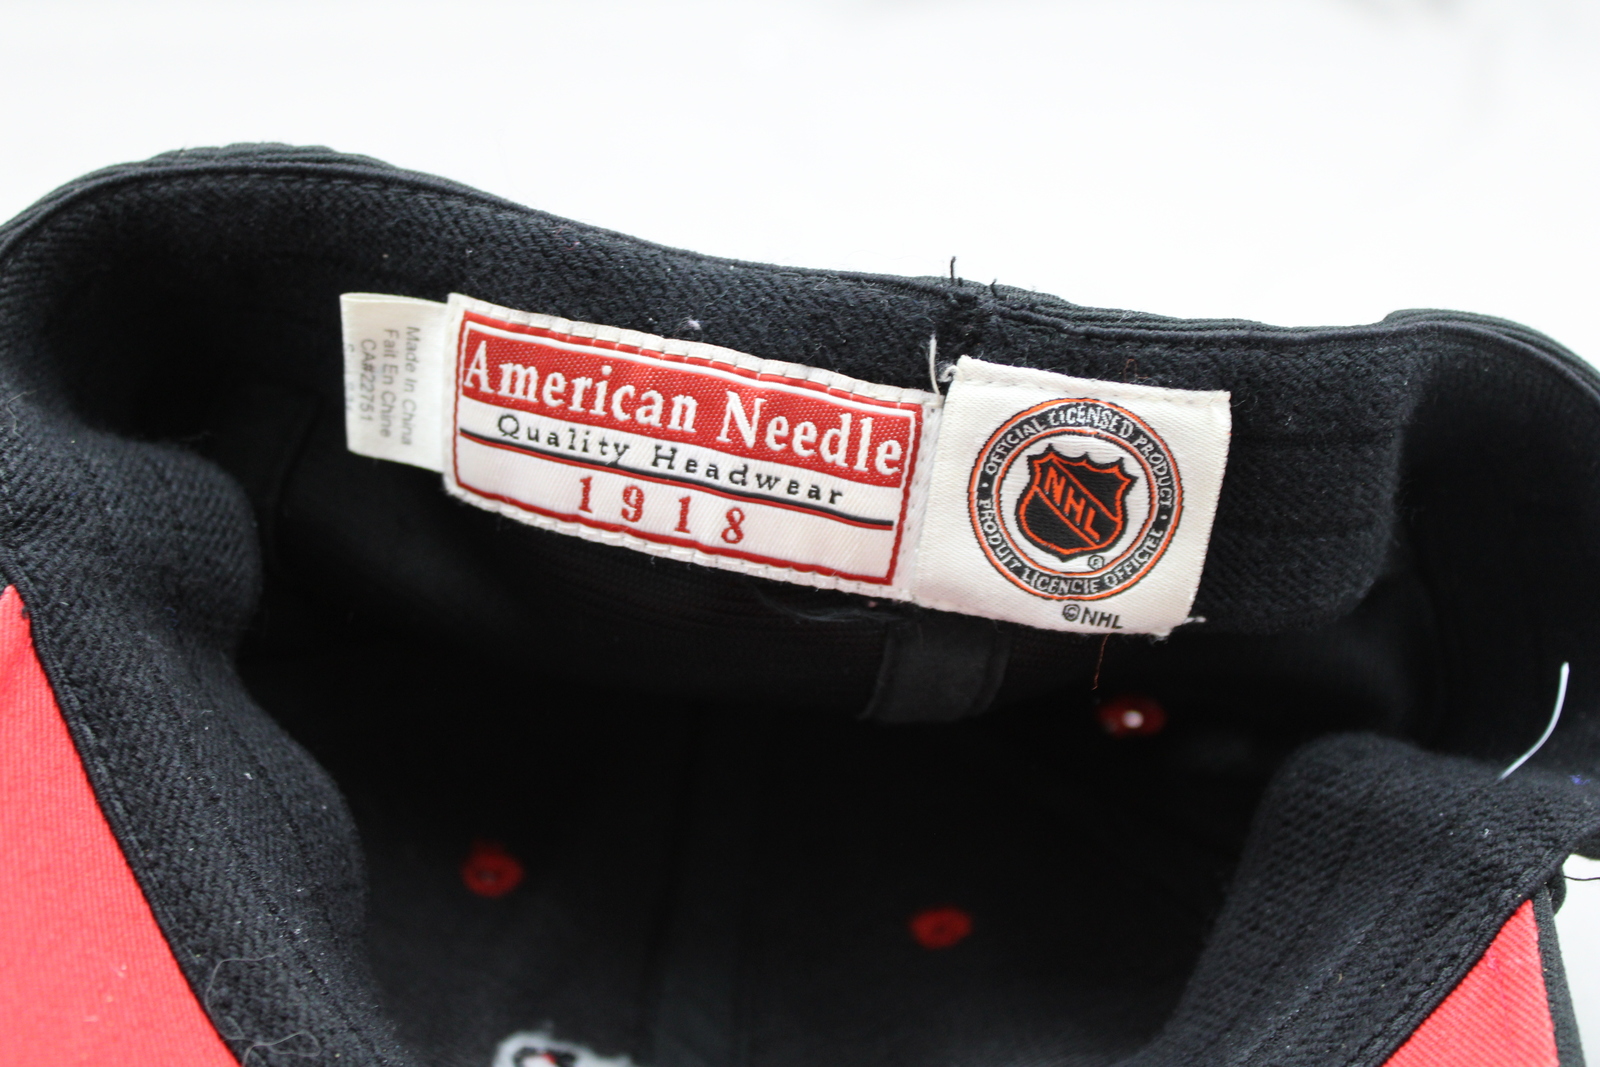 Made In China
Fait En Chine
CA#22751
American Needle
Quality Headwear
1918
OFFICIAL LICENSED PRODUCT
• PRODUIT LICENCIE OFFICIEL •
NHL
®
©NHL